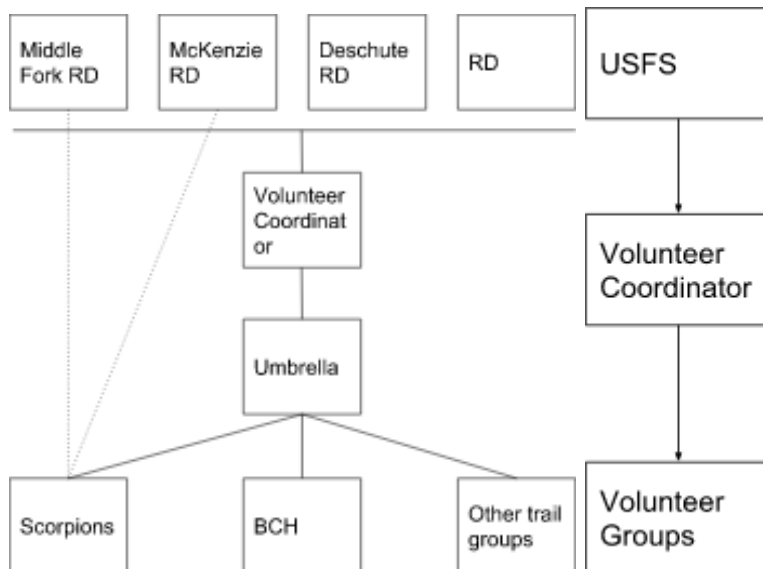 Middle
Fork RD
McKenzie
RD
Deschute
RD
RD
USFS
Volunteer
Coordinat
or
Volunteer
Coordinator
Umbrella
Scorpions
BCH
Other trail
groups
Volunteer
Groups